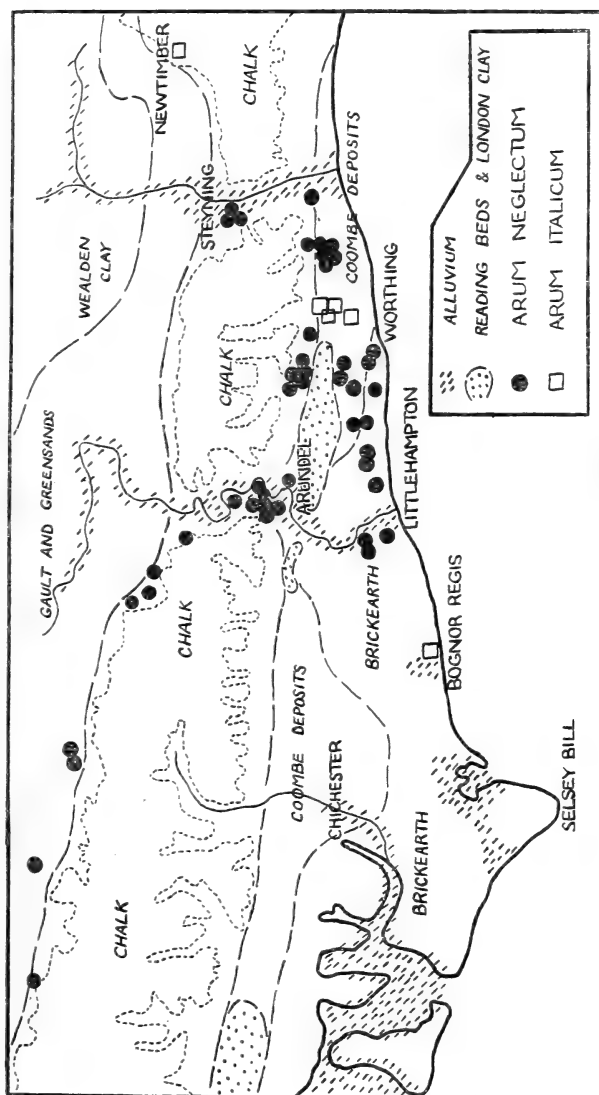 NEWTIMBER
CHALK
WEALDEN
CLAY
STEYNING
COOMBE DEPOSITS
GAULT AND GREENSANDS
CHALK
WORTHING
ARUNDEL
LITTLEHAMPTON
CHALK
BRICKEARTH
BOGNOR REGIS
COOMBE DEPOSITS
CHICHESTER
CHALK
BRICKEARTH
SELSEY BILL
ALLUVIUM
READING BEDS & LONDON CLAY
ARUM NEGLECTUM
ARUM ITALICUM